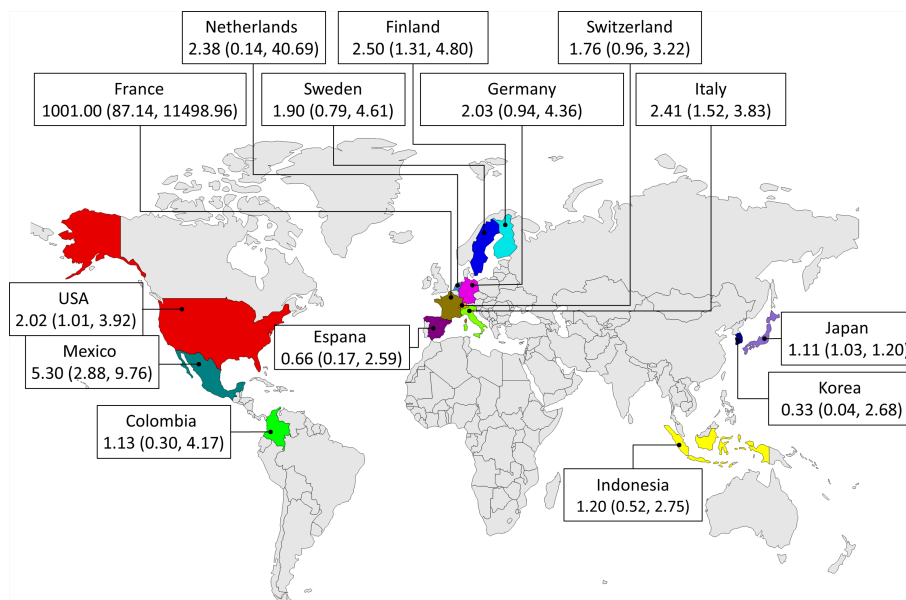 Netherlands
2.38 (0.14, 40.69)
Finland
2.50 (1.31, 4.80)
Switzerland
1.76 (0.96, 3.22)
France
1001.00 (87.14, 11498.96)
Sweden
1.90 (0.79, 4.61)
Germany
2.03 (0.94, 4.36)
Italy
2.41 (1.52, 3.83)
USA
2.02 (1.01, 3.92)
Mexico
5.30 (2.88, 9.76)
Espana
0.66 (0.17, 2.59)
Japan
1.11 (1.03, 1.20)
Korea
0.33 (0.04, 2.68)
Colombia
1.13 (0.30, 4.17)
Indonesia
1.20 (0.52, 2.75)